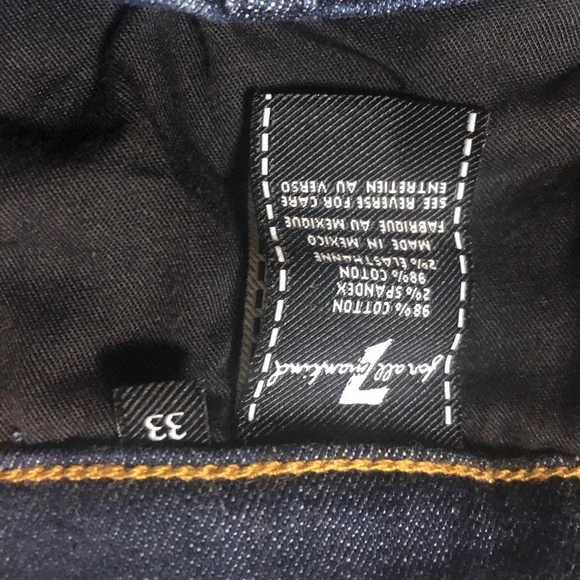 7
for all mankind
98% COTTON
2% SPANDEX
98% COTON
2% ELASTHANNE
MADE IN MEXICO
FABRIQUE AU MEXIQUE
SEE REVERSE FOR CARE
ENTRETIEN AU VERSO
33